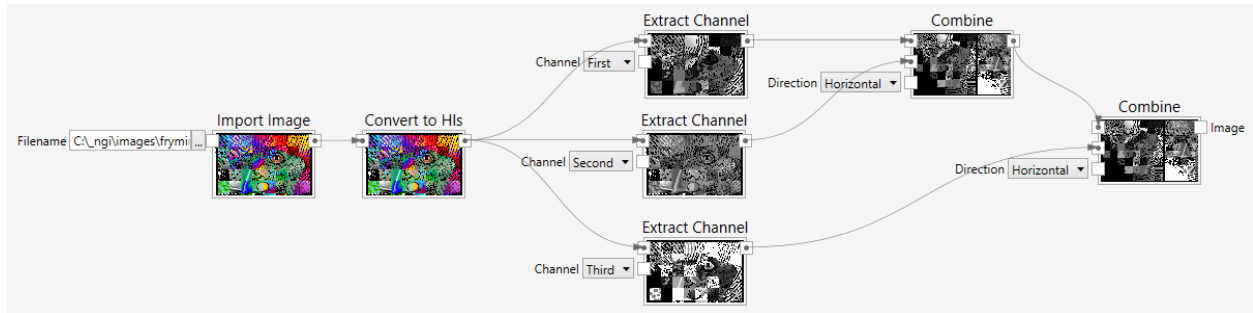 Extract Channel
Combine
Channel First
Direction Horizontal
Import Image
Convert to HIs
Extract Channel
Combine
Filename C:\_ngi\images\frymi ...
Image
Channel Second
Direction Horizontal
Extract Channel
Channel Third